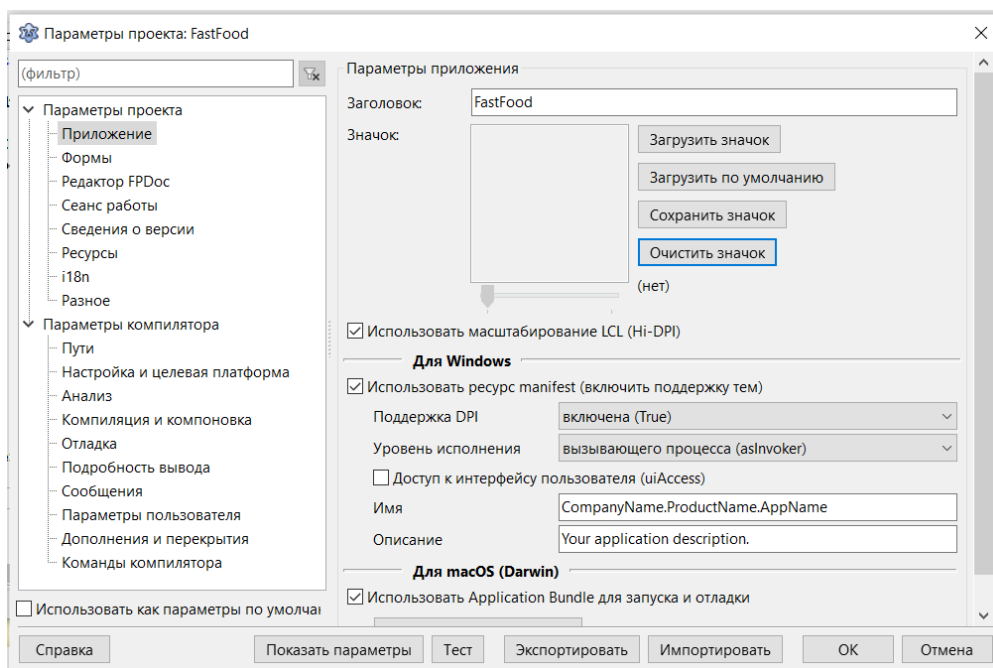 Параметры проекта: FastFood
(фильтр)
Параметры проекта
Приложение
Формы
Редактор FPDoc
Сеанс работы
Сведения о версии
Ресурсы
i18n
Разное
Параметры компилятора
Пути
Настройка и целевая платформа
Анализ
Компиляция и компоновка
Отладка
Подробность вывода
Сообщения
Параметры пользователя
Дополнения и перекрытия
Команды компилятора
Использовать как параметры по умолчан
Параметры приложения
Заголовок: FastFood
Значок:
Загрузить значок
Загрузить по умолчанию
Сохранить значок
Очистить значок
(нет)
Использовать масштабирование LCL (Hi-DPI)
Для Windows
Использовать ресурс manifest (включить поддержку тем)
Поддержка DPI включена (True)
Уровень исполнения вызывающего процесса (asInvoker)
Доступ к интерфейсу пользователя (uiAccess)
Имя CompanyName.ProductName.AppName
Описание Your application description.
Для macOS (Darwin)
Использовать Application Bundle для запуска и отладки
Справка Показать параметры Тест Экспортировать Импортировать OK Отмена